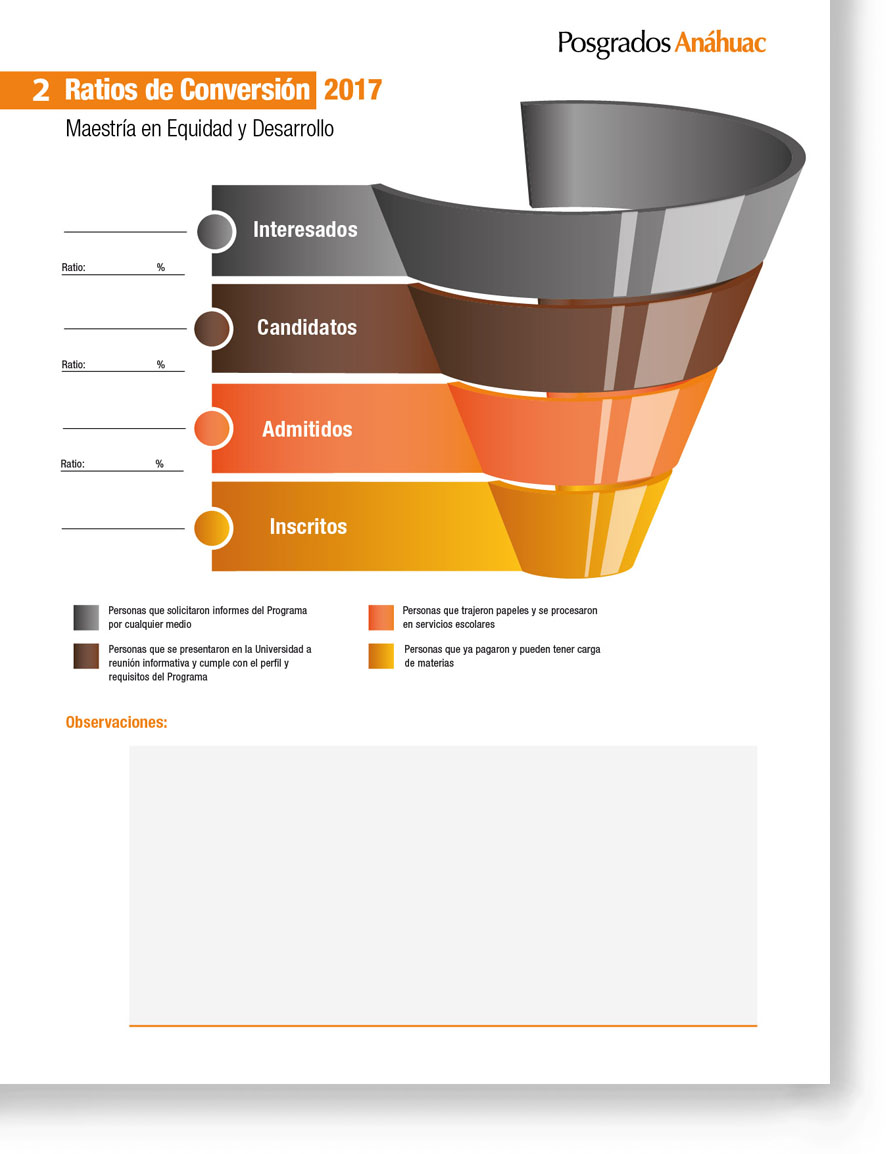 Posgrados Anáhuac
2 Ratios de Conversión 2017
Maestría en Equidad y Desarrollo
Interesados
Ratio: %
Candidatos
Ratio: %
Admitidos
Ratio: %
Inscritos
Personas que solicitaron informes del Programa
por cualquier medio
Personas que se presentaron en la Universidad a
reunión informativa y cumple con el perfil y
requisitos del Programa
Personas que trajeron papeles y se procesaron
en servicios escolares
Personas que ya pagaron y pueden tener carga
de materias
Observaciones: